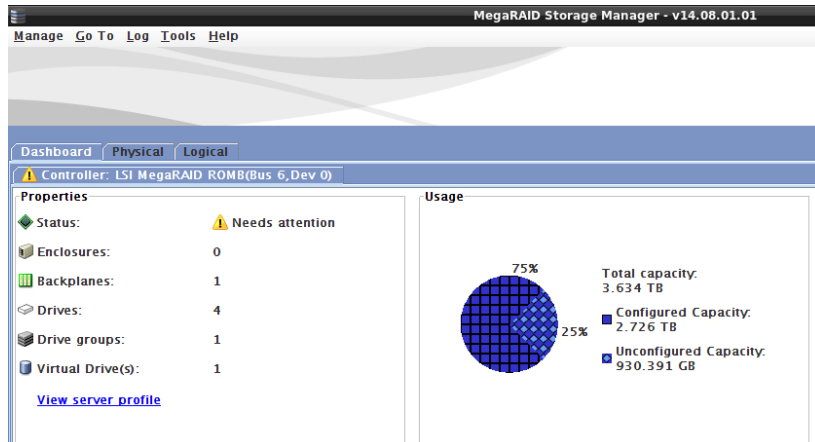 MegaRAID Storage Manager - v14.08.01.01
Manage Go To Log Tools Help
Dashboard Physical Logical
Controller: LSI MegaRAID ROMB(Bus 6,Dev 0)
Properties
Status: Needs attention
Enclosures: 0
Backplanes: 1
Drives: 4
Drive groups: 1
Virtual Drive(s): 1
View server profile
Usage
75%
25%
Total capacity:
3.634 TB
Configured Capacity:
2.726 TB
Unconfigured Capacity:
930.391 GB